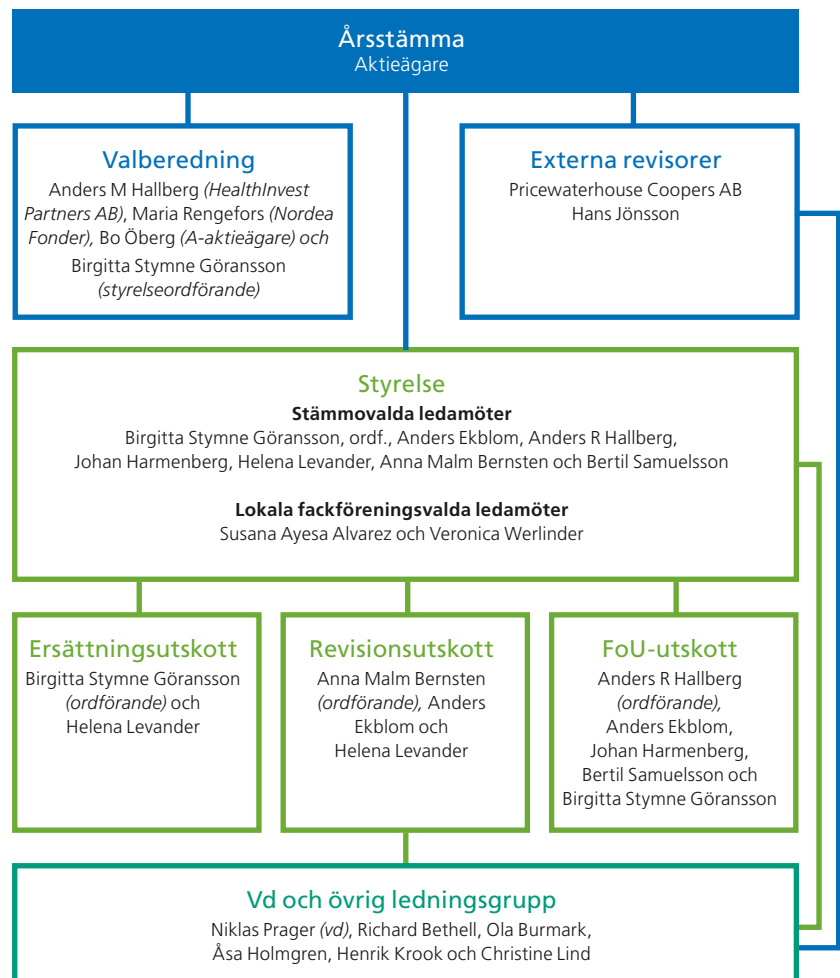 Årsstämma
Aktieägare
Valberedning
Anders M Hallberg (HealthInvest
Partners AB), Maria Rengefors (Nordea
Fonder), Bo Öberg (A-aktieägare) och
Birgitta Stymne Göransson
(styrelseordförande)
Externa revisorer
Pricewaterhouse Coopers AB
Hans Jönsson
Styrelse
Stämmovalda ledamöter
Birgitta Stymne Göransson, ordf., Anders Ekblom, Anders R Hallberg,
Johan Harmenberg, Helena Levander, Anna Malm Bernsten och Bertil Samuelsson
Lokala fackföreningsvalda ledamöter
Susana Ayesa Alvarez och Veronica Werlinder
Ersättningsutskott
Birgitta Stymne Göransson
(ordförande) och
Helena Levander
Revisionsutskott
Anna Malm Bernsten
(ordförande), Anders
Ekblom och
Helena Levander
FoU-utskott
Anders R Hallberg
(ordförande),
Anders Ekblom,
Johan Harmenberg,
Bertil Samuelsson och
Birgitta Stymne Göransson
Vd och övrig ledningsgrupp
Niklas Prager (vd), Richard Bethell, Ola Burmark,
Åsa Holmgren, Henrik Krook och Christine Lind